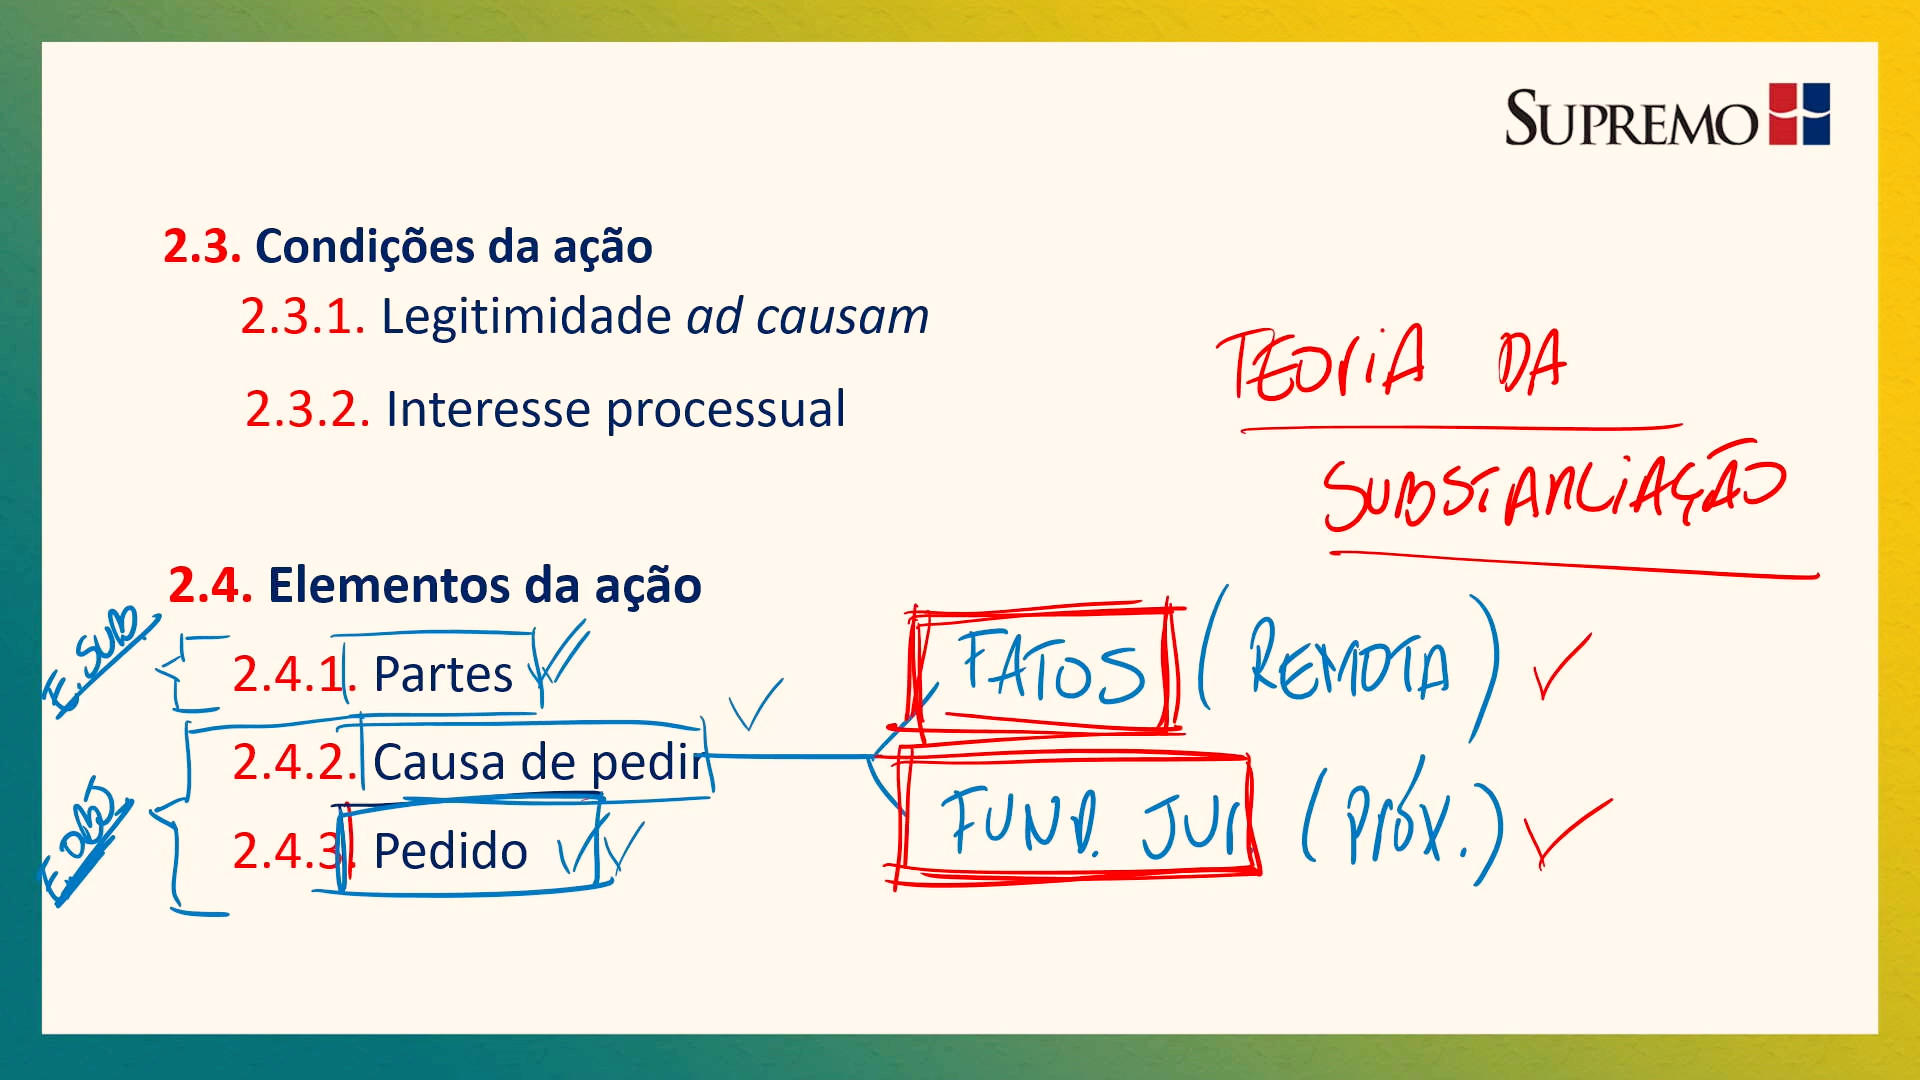 SUPREMO
2.3. Condições da ação
2.3.1. Legitimidade ad causam
2.3.2. Interesse processual
TEORIA DA
SUBSTANCIAÇÃO
2.4. Elementos da ação
E. SUB
2.4.1. Partes
FATOS (REMOTA)
2.4.2. Causa de pedir
E. OBJ
2.4.3. Pedido
FUND. JUR (PRÓX.)